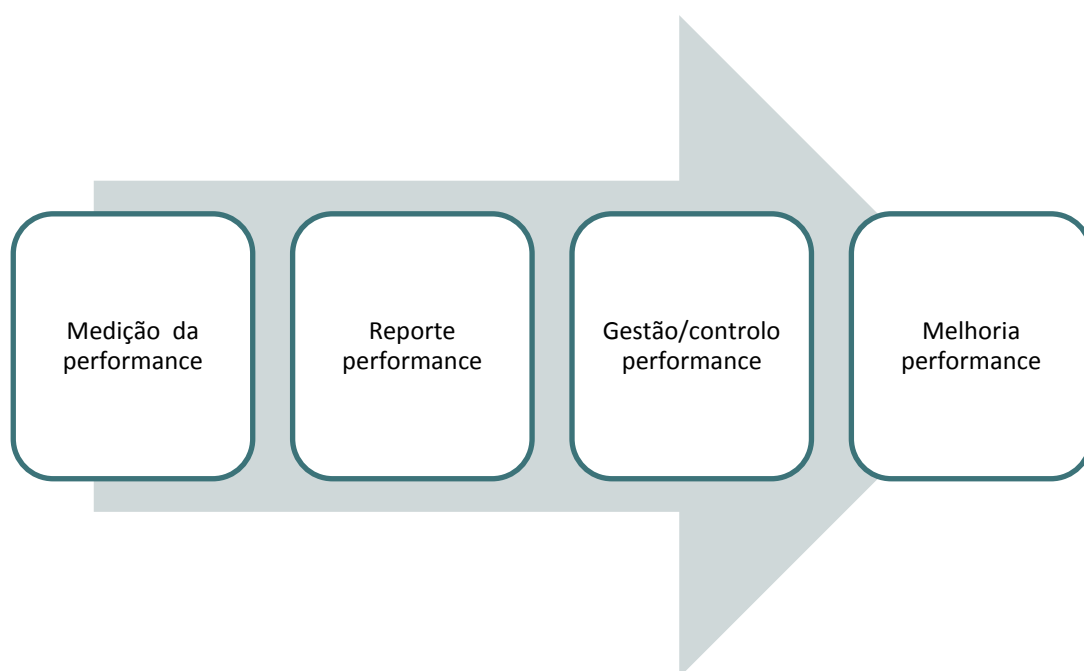 Medição da
performance
Reporte
performance
Gestão/controlo
performance
Melhoria
performance